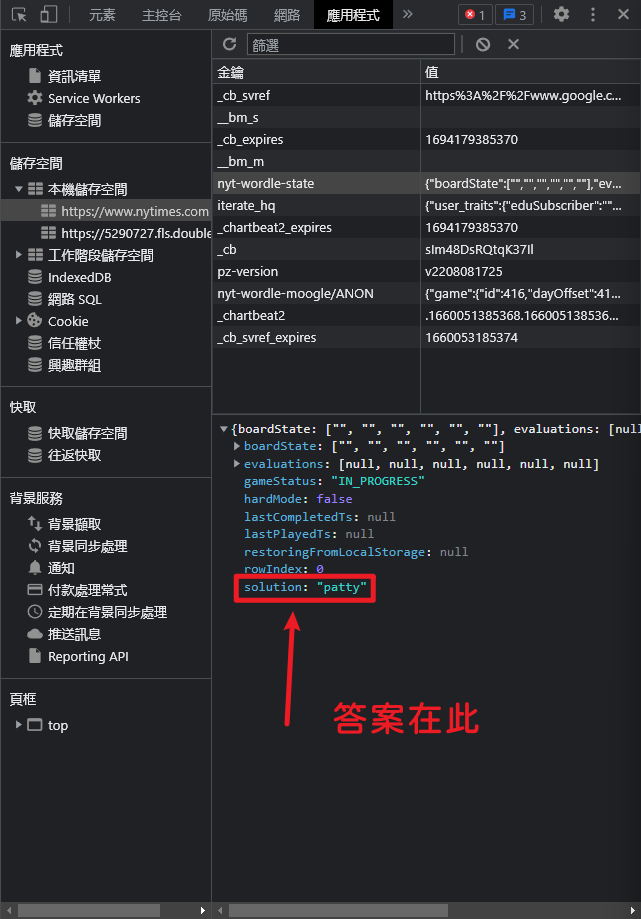 元素 主控台 原始碼 網路 應用程式 » 1 3
應用程式
資訊清單
Service Workers
儲存空間
儲存空間
本機儲存空間
https://www.nytimes.com
https://5290727.fls.double
工作階段儲存空間
IndexedDB
網路 SQL
Cookie
信任權杖
興趣群組
快取
快取儲存空間
往返快取
背景服務
背景擷取
背景同步處理
通知
付款處理常式
定期在背景同步處理
推送訊息
Reporting API
頁框
top
篩選
金鑰 值
_cb_svref https%3A%2F%2Fwww.google.c...
__bm_s
_cb_expires 1694179385370
__bm_m
nyt-wordle-state {"boardState":["","","","","",""],"ev...
iterate_hq {"user_traits":{"eduSubscriber":""...
_chartbeat2_expires 1694179385370
_cb sIm48DsRQtqK37Il
pz-version v2208081725
nyt-wordle-moogle/ANON {"game":{"id":416,"dayOffset":41...
_chartbeat2 .1660051385368.166005138536...
_cb_svref_expires 1660053185374
{boardState: ["", "", "", "", "", ""], evaluations: [null
boardState: ["", "", "", "", "", ""]
evaluations: [null, null, null, null, null, null]
gameStatus: "IN_PROGRESS"
hardMode: false
lastCompletedTs: null
lastPlayedTs: null
restoringFromLocalStorage: null
rowIndex: 0
solution: "patty"
答案在此